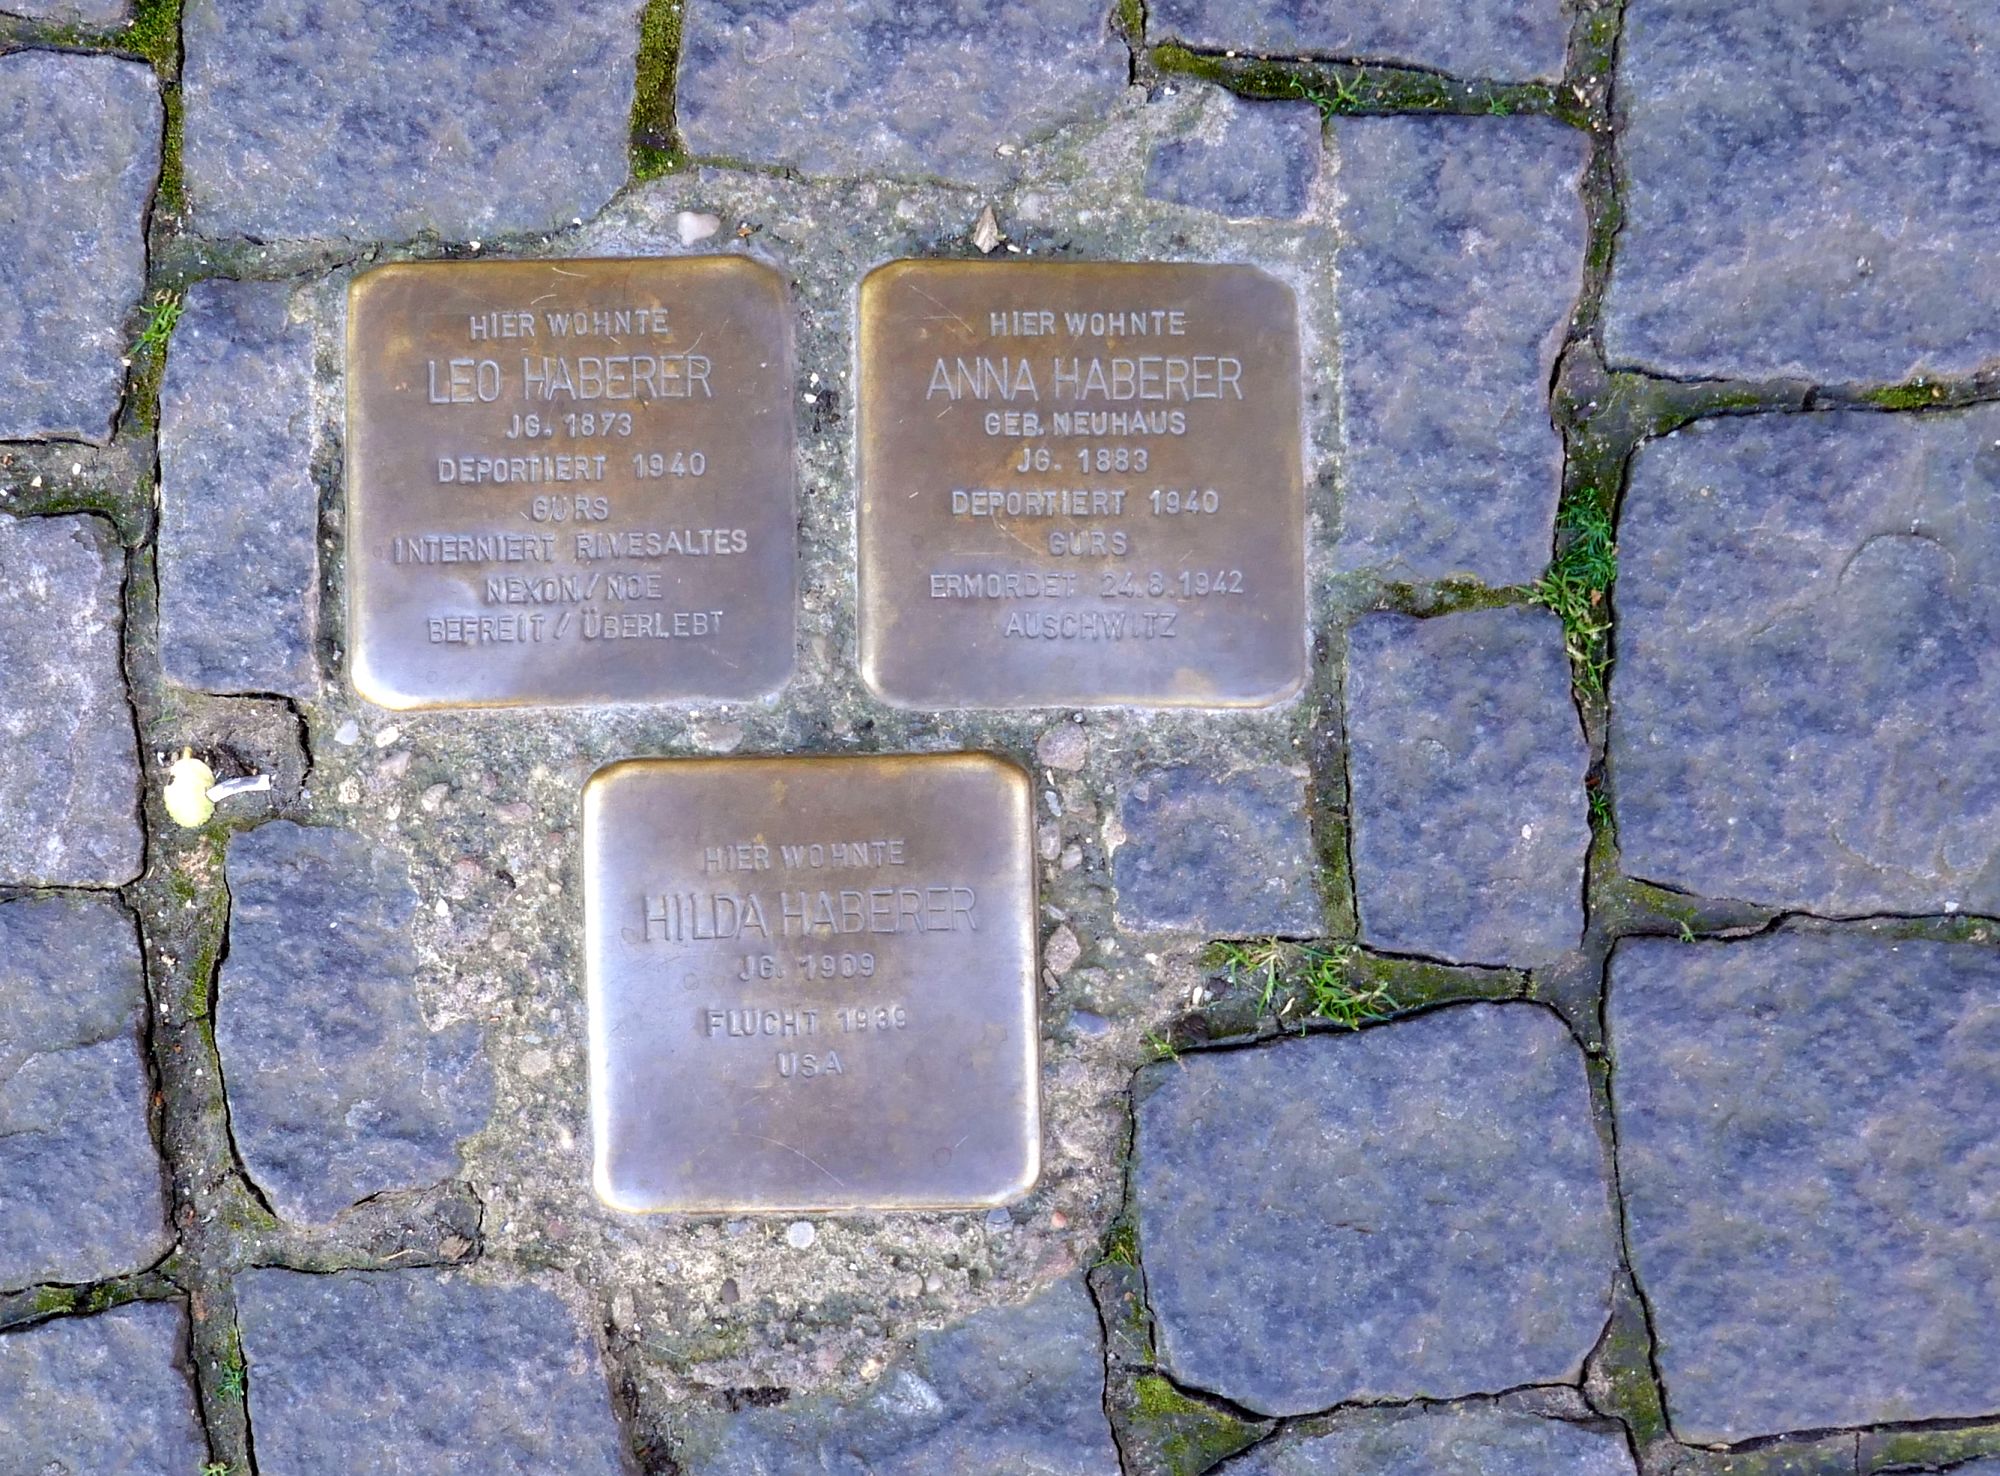 HIER WOHNTE
LEO HABERER
JG. 1873
DEPORTIERT 1940
GURS
INTERNIERT RIVESALTES
NEXON/NOE
BEFREIT/ÜBERLEBT
HIER WOHNTE
ANNA HABERER
GEB. NEUHAUS
JG. 1883
DEPORTIERT 1940
GURS
ERMORDET 24.8.1942
AUSCHWITZ
HIER WOHNTE
HILDA HABERER
JG. 1909
FLUCHT 1939
USA